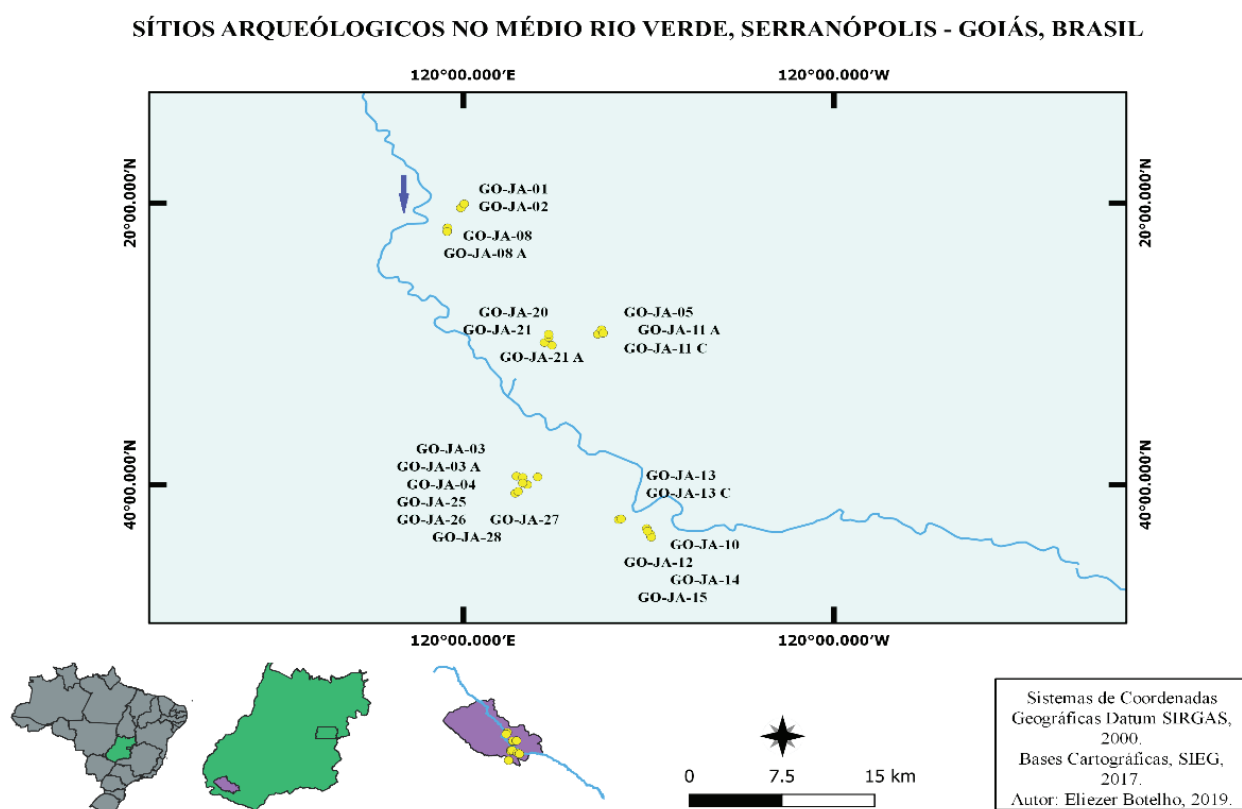 SÍTIOS ARQUEÓLOGICOS NO MÉDIO RIO VERDE, SERRANÓPOLIS - GOIÁS, BRASIL
120°00.000'E
120°00.000'W
20°00.000'N
20°00.000'N
GO-JA-01
GO-JA-02
GO-JA-08
GO-JA-08 A
GO-JA-20
GO-JA-21
GO-JA-21 A
GO-JA-05
GO-JA-11 A
GO-JA-11 C
40°00.000'N
40°00.000'N
GO-JA-03
GO-JA-03 A
GO-JA-04
GO-JA-25
GO-JA-26
GO-JA-27
GO-JA-28
GO-JA-13
GO-JA-13 C
GO-JA-10
GO-JA-12
GO-JA-14
GO-JA-15
120°00.000'E
120°00.000'W
0 7.5 15 km
Sistemas de Coordenadas
Geográficas Datum SIRGAS,
2000.
Bases Cartográficas, SIEG,
2017.
Autor: Eliezer Botelho, 2019.